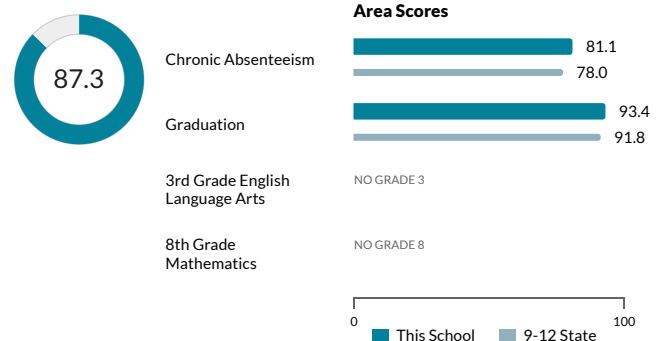 Area Scores
87.3
Chronic Absenteeism
81.1
78.0
Graduation
93.4
91.8
3rd Grade English
Language Arts
NO GRADE 3
8th Grade
Mathematics
NO GRADE 8
0
100
This School
9-12 State